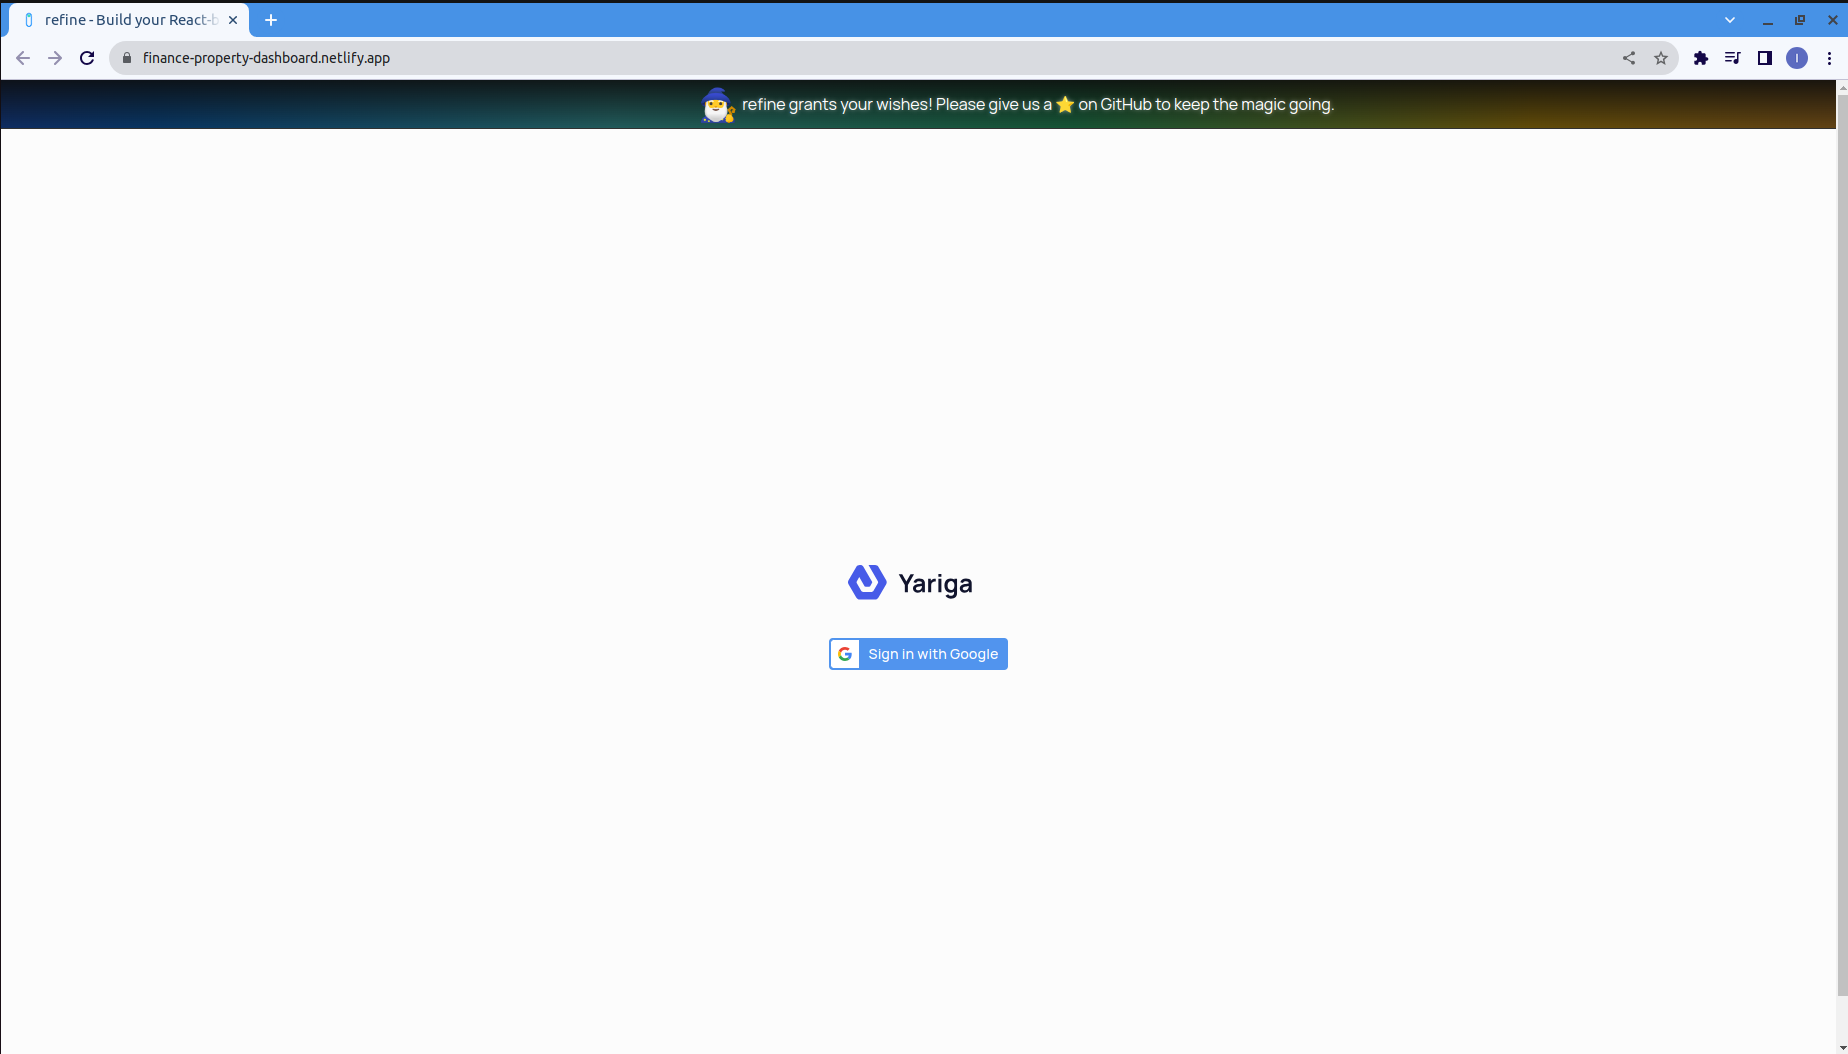 refine - Build your React-b
finance-property-dashboard.netlify.app
I
refine grants your wishes! Please give us a ⭐ on GitHub to keep the magic going.
Yariga
Sign in with Google